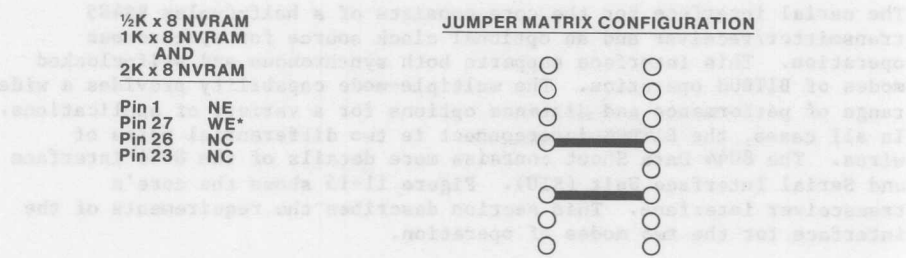 ½K x 8 NVRAM
1K x 8 NVRAM
AND
2K x 8 NVRAM
Pin 1 NE
Pin 27 WE+
Pin 26 NC
Pin 23 NC
JUMPER MATRIX CONFIGURATION